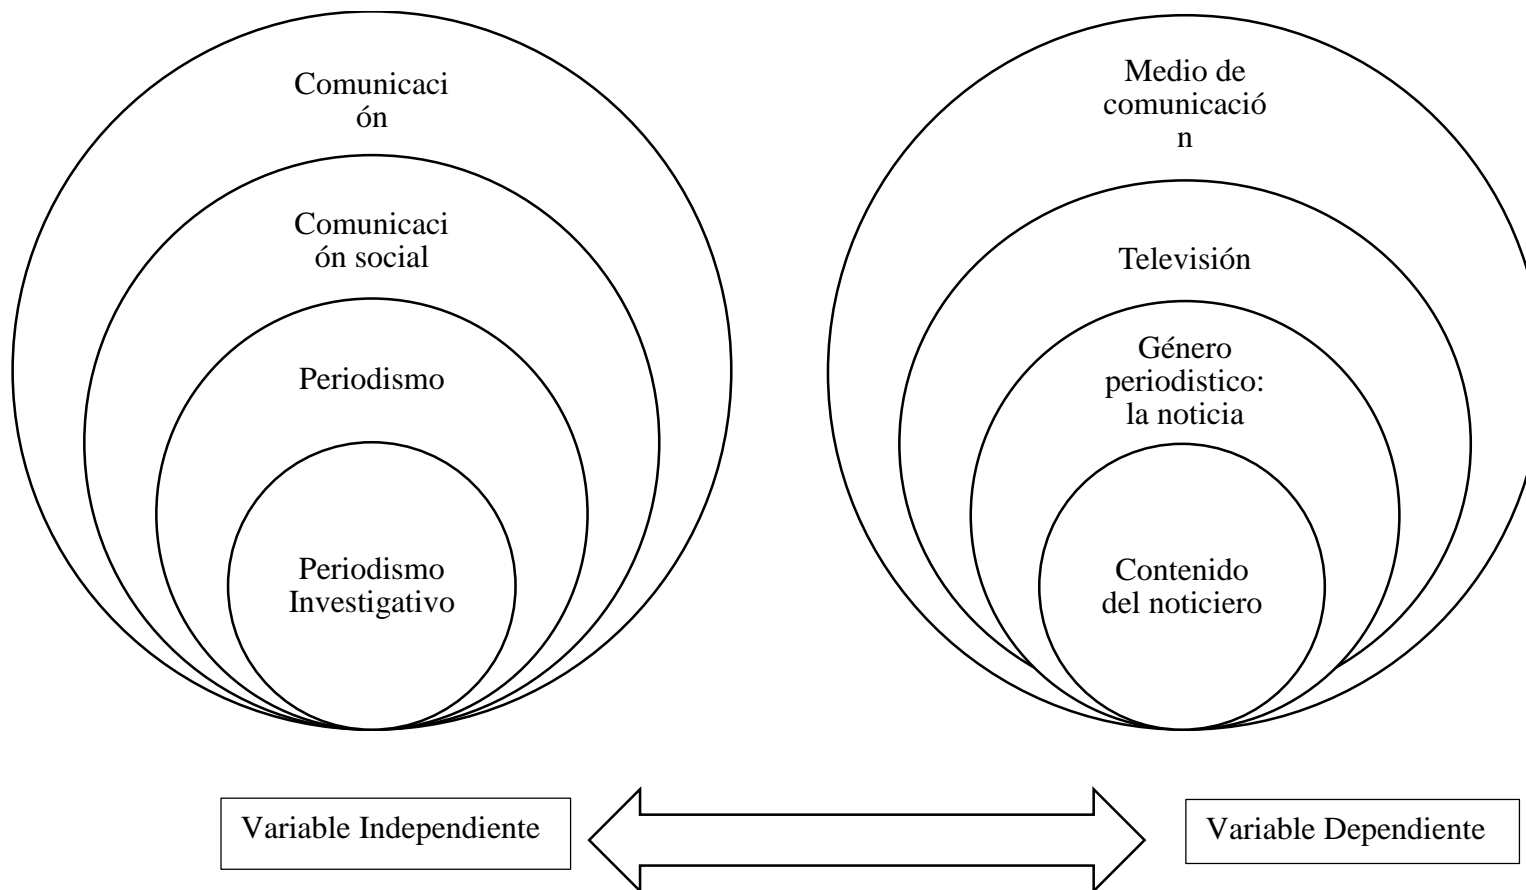 Comunicaci
ón
Comunicaci
ón social
Periodismo
Periodismo
Investigativo
Medio de
comunicació
n
Televisión
Género
periodistico:
la noticia
Contenido
del noticiero
Variable Independiente
Variable Dependiente